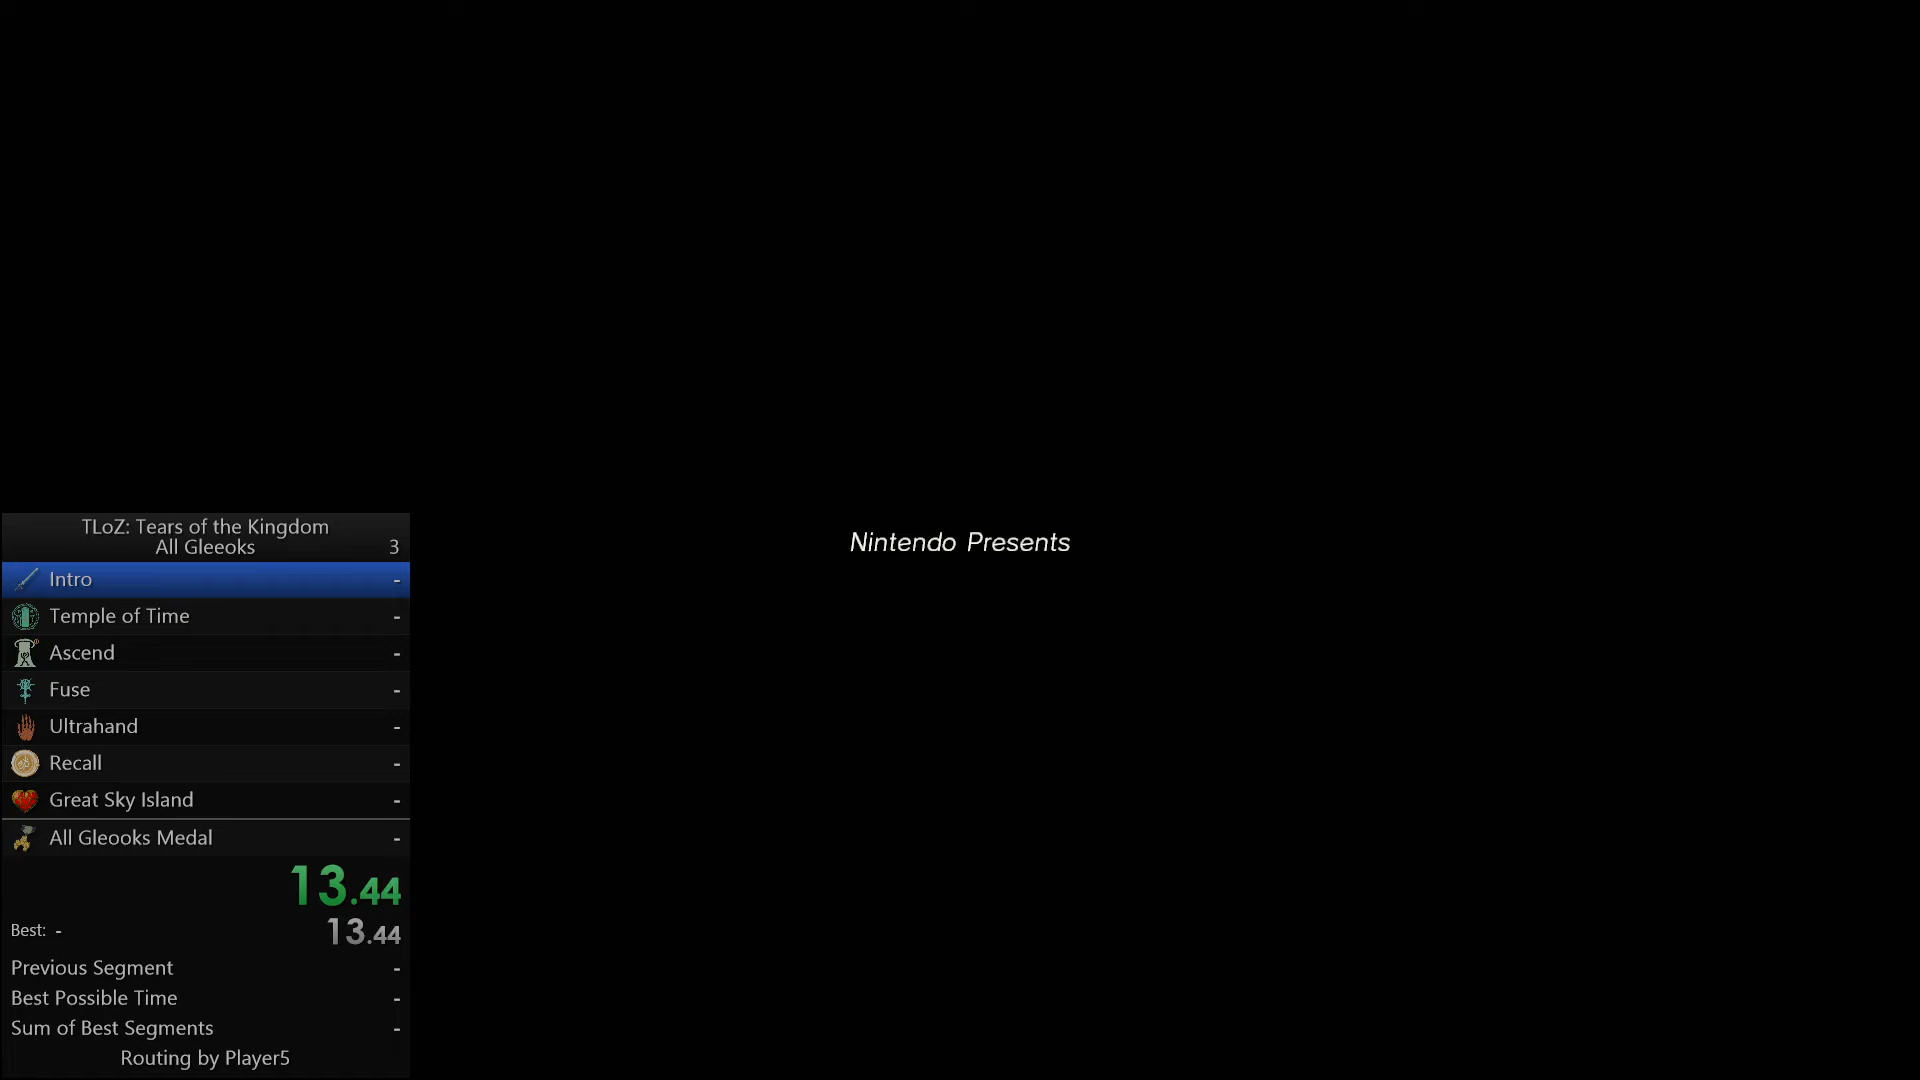 Nintendo Presents
TLoZ: Tears of the Kingdom
All Gleeoks 3
Intro -
Temple of Time -
Ascend -
Fuse -
Ultrahand -
Recall -
Great Sky Island -
All Gleooks Medal -
13.44
Best: - 13.44
Previous Segment -
Best Possible Time -
Sum of Best Segments -
Routing by Player5